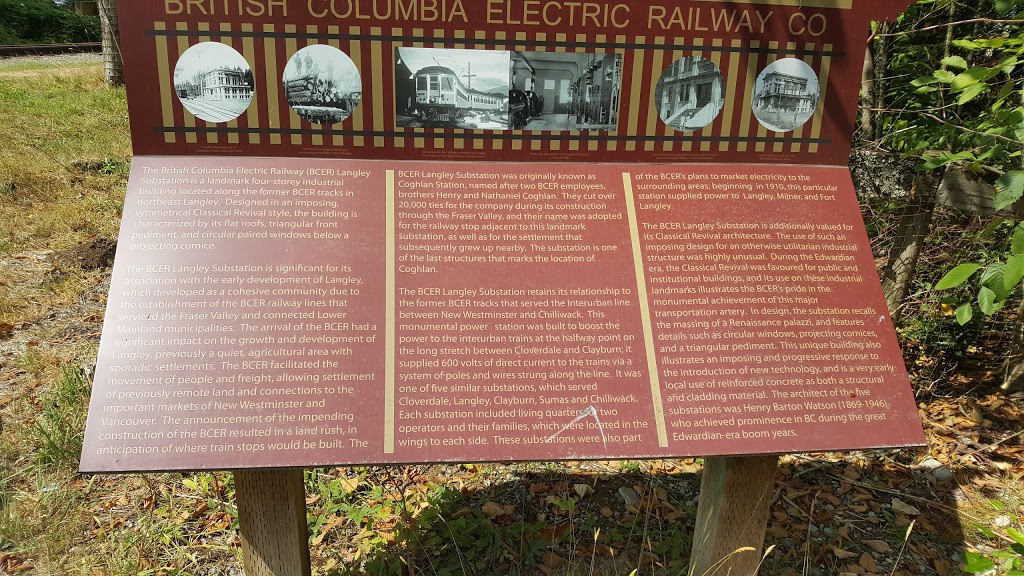 BRITISH COLUMBIA ELECTRIC RAILWAY CO
The British Columbia Electric Railway (BCER) Langley
Substation is a landmark four-storey industrial
building located along the former BCER tracks in
northeast Langley. Designed in an imposing,
symmetrical Classical Revival style, the building is
characterized by its flat roofs, triangular front
pediment, and circular paired windows below a
projecting cornice.
The BCER Langley Substation is significant for its
association with the early development of Langley,
which developed as a cohesive community due to
the establishment of the BCER railway lines that
serviced the Fraser Valley and connected Lower
Mainland municipalities. The arrival of the BCER had a
significant impact on the growth and development of
Langley, previously a quiet, agricultural area with
sporadic settlements. The BCER facilitated the
movement of people and freight, allowing settlement
of previously remote land and connections to the
important markets of New Westminster and
Vancouver. The announcement of the impending
construction of the BCER resulted in a land rush, in
anticipation of where train stops would be built. The
BCER Langley Substation was originally known as
Coghlan Station, named after two BCER employees,
brothers Henry and Nathaniel Coghlan. They cut over
20,000 ties for the company during its construction
through the Fraser Valley, and their name was adopted
for the railway stop adjacent to this landmark
substation, as well as for the settlement that
subsequently grew up nearby. The substation is one
of the last structures that marks the location of
Coghlan.
The BCER Langley Substation retains its relationship to
the former BCER tracks that served the Interurban line
between New Westminster and Chilliwack. This
monumental power station was built to boost the
power to the interurban trains at the halfway point on
the long stretch between Cloverdale and Clayburn; it
supplied 600 volts of direct current to the trains via a
system of poles and wires strung along the line. It was
one of five similar substations, which served
Cloverdale, Langley, Clayburn, Sumas and Chilliwack.
Each substation included living quarters for two
operators and their families, which were located in the
wings to each side. These substations were also part
of the BCER's plans to market electricity to the
surrounding areas; beginning in 1910, this particular
station supplied power to Langley, Milner, and Fort
Langley.
The BCER Langley Substation is additionally valued for
its Classical Revival architecture. The use of such an
imposing design for an otherwise utilitarian industrial
structure was highly unusual. During the Edwardian
era, the Classical Revival was favoured for public and
institutional buildings, and its use on these industrial
landmarks illustrates the BCER's pride in the
monumental achievement of this major
transportation artery. In design, the substation recalls
the massing of a Renaissance palazzi, and features
details such as circular windows, projecting cornices,
and a triangular pediment. This unique building also
illustrates an imposing and progressive response to
the introduction of new technology, and is a very early
local use of reinforced concrete as both a structural
and cladding material. The architect of the five
substations was Henry Barton Watson (1869-1946),
who achieved prominence in BC during the great
Edwardian-era boom years.